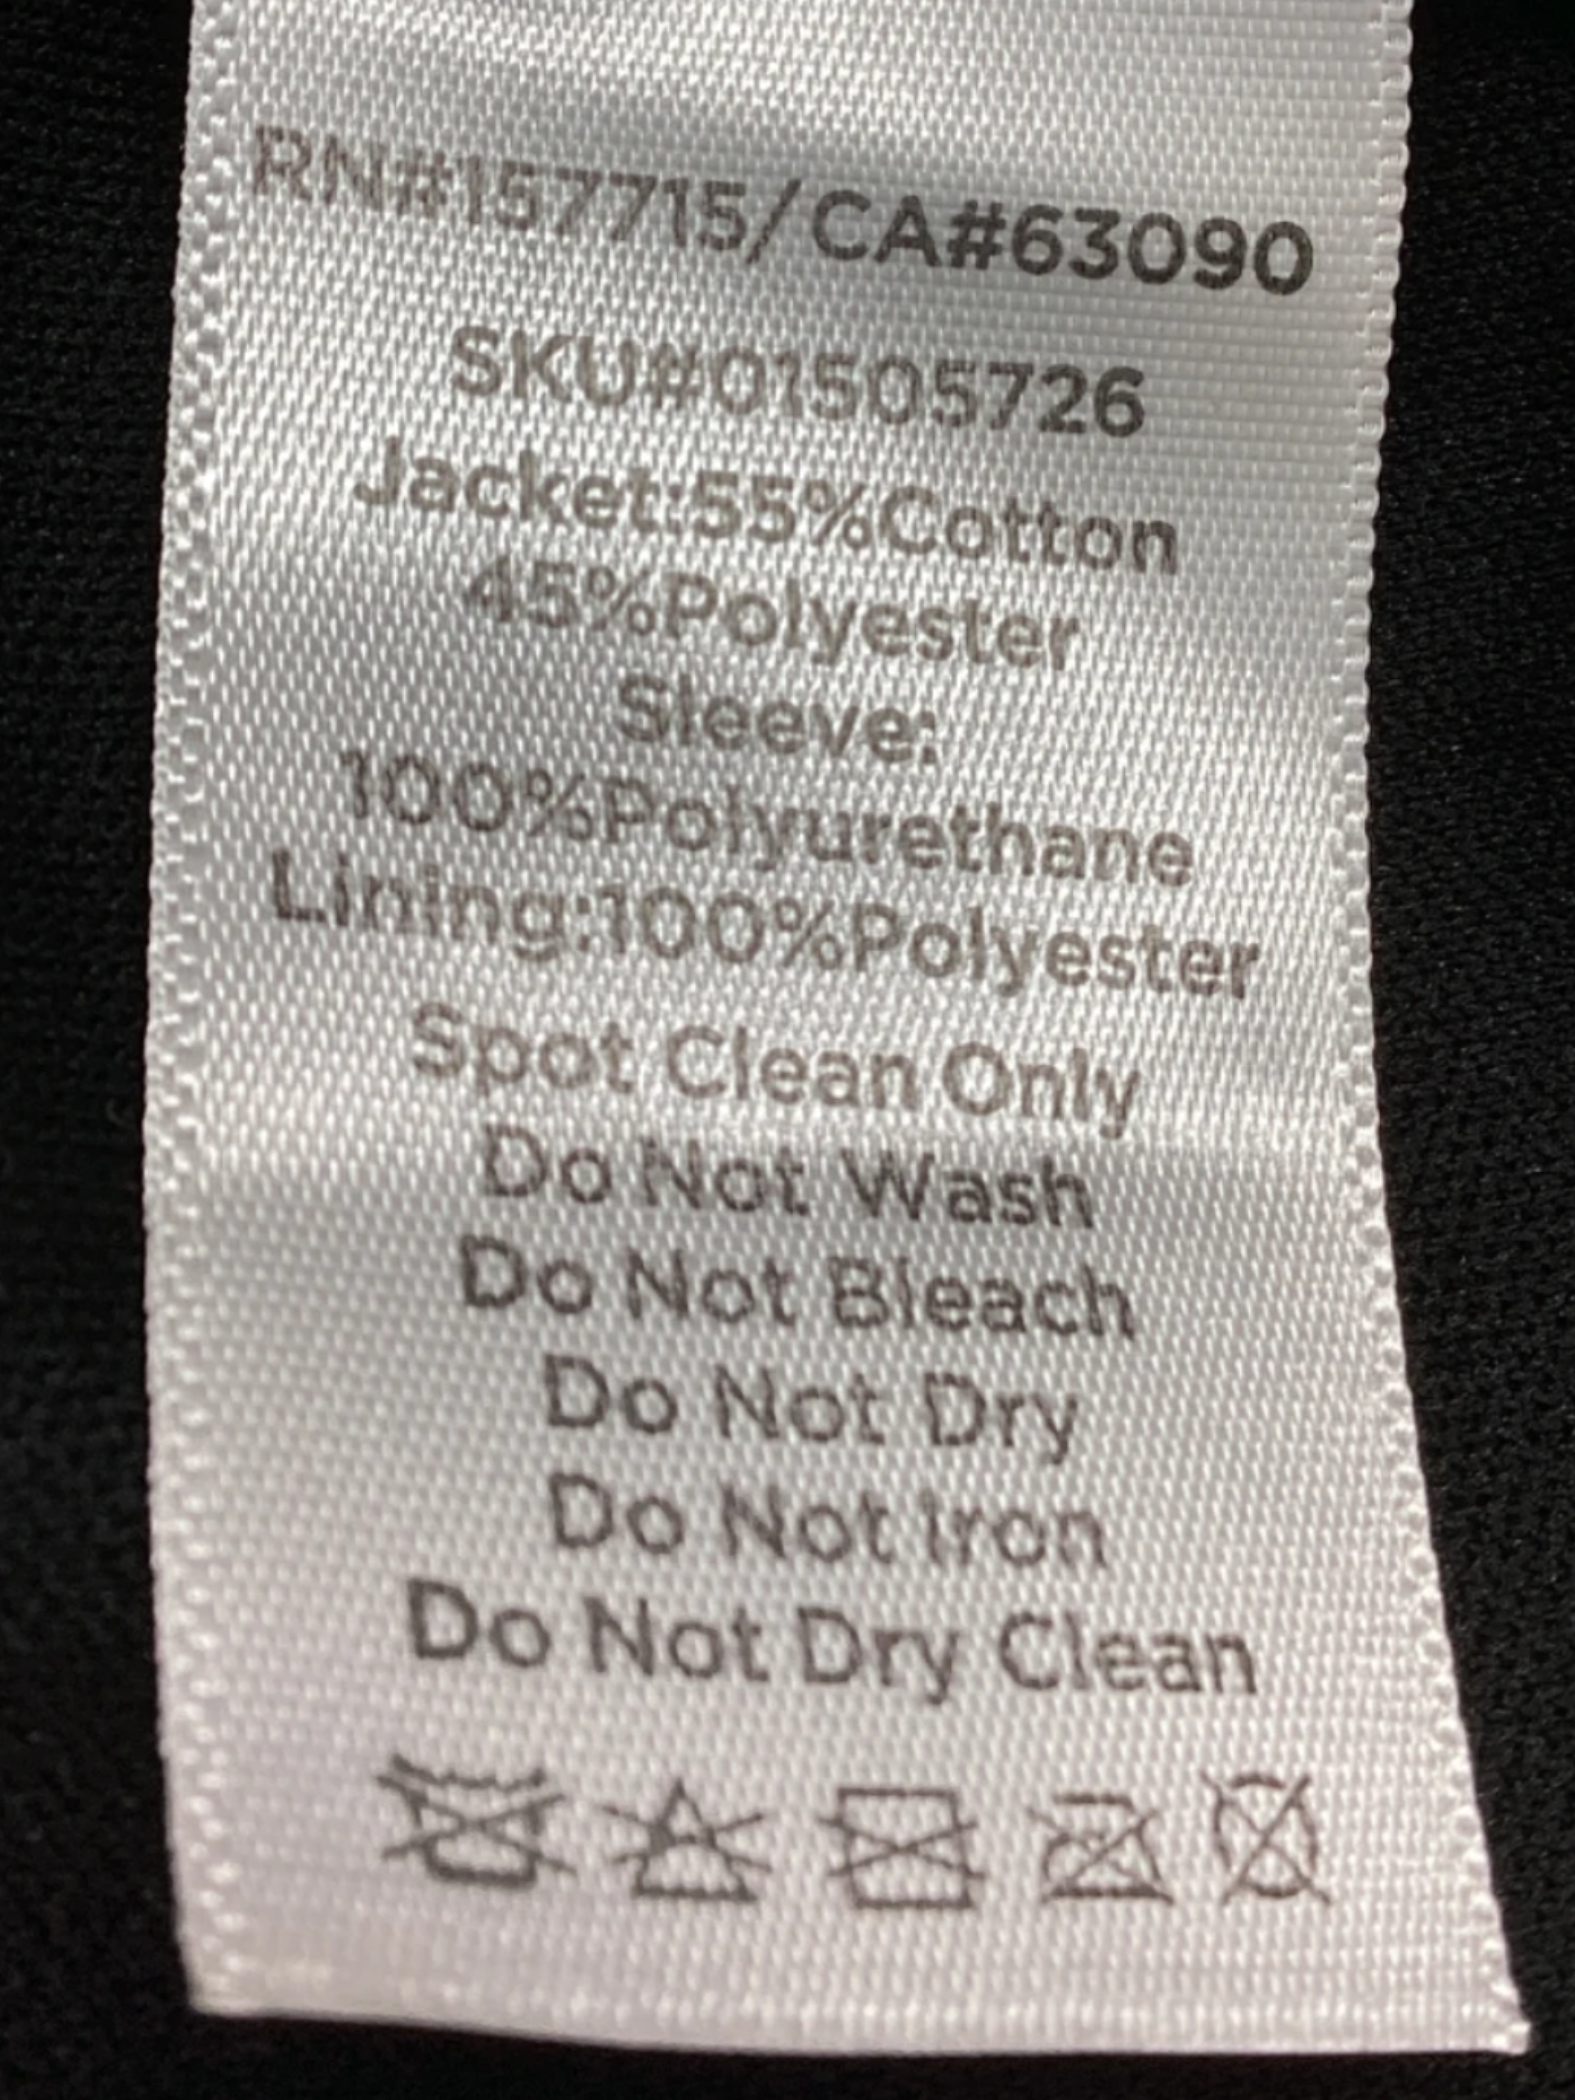 RN#157715/CA#63090
SKU#01505726
Jacket:55%Cotton
45%Polyester
Sleeve:
100%Polyurethane
Lining:100%Polyester
Spot Clean Only
Do Not Wash
Do Not Bleach
Do Not Dry
Do Not Iron
Do Not Dry Clean